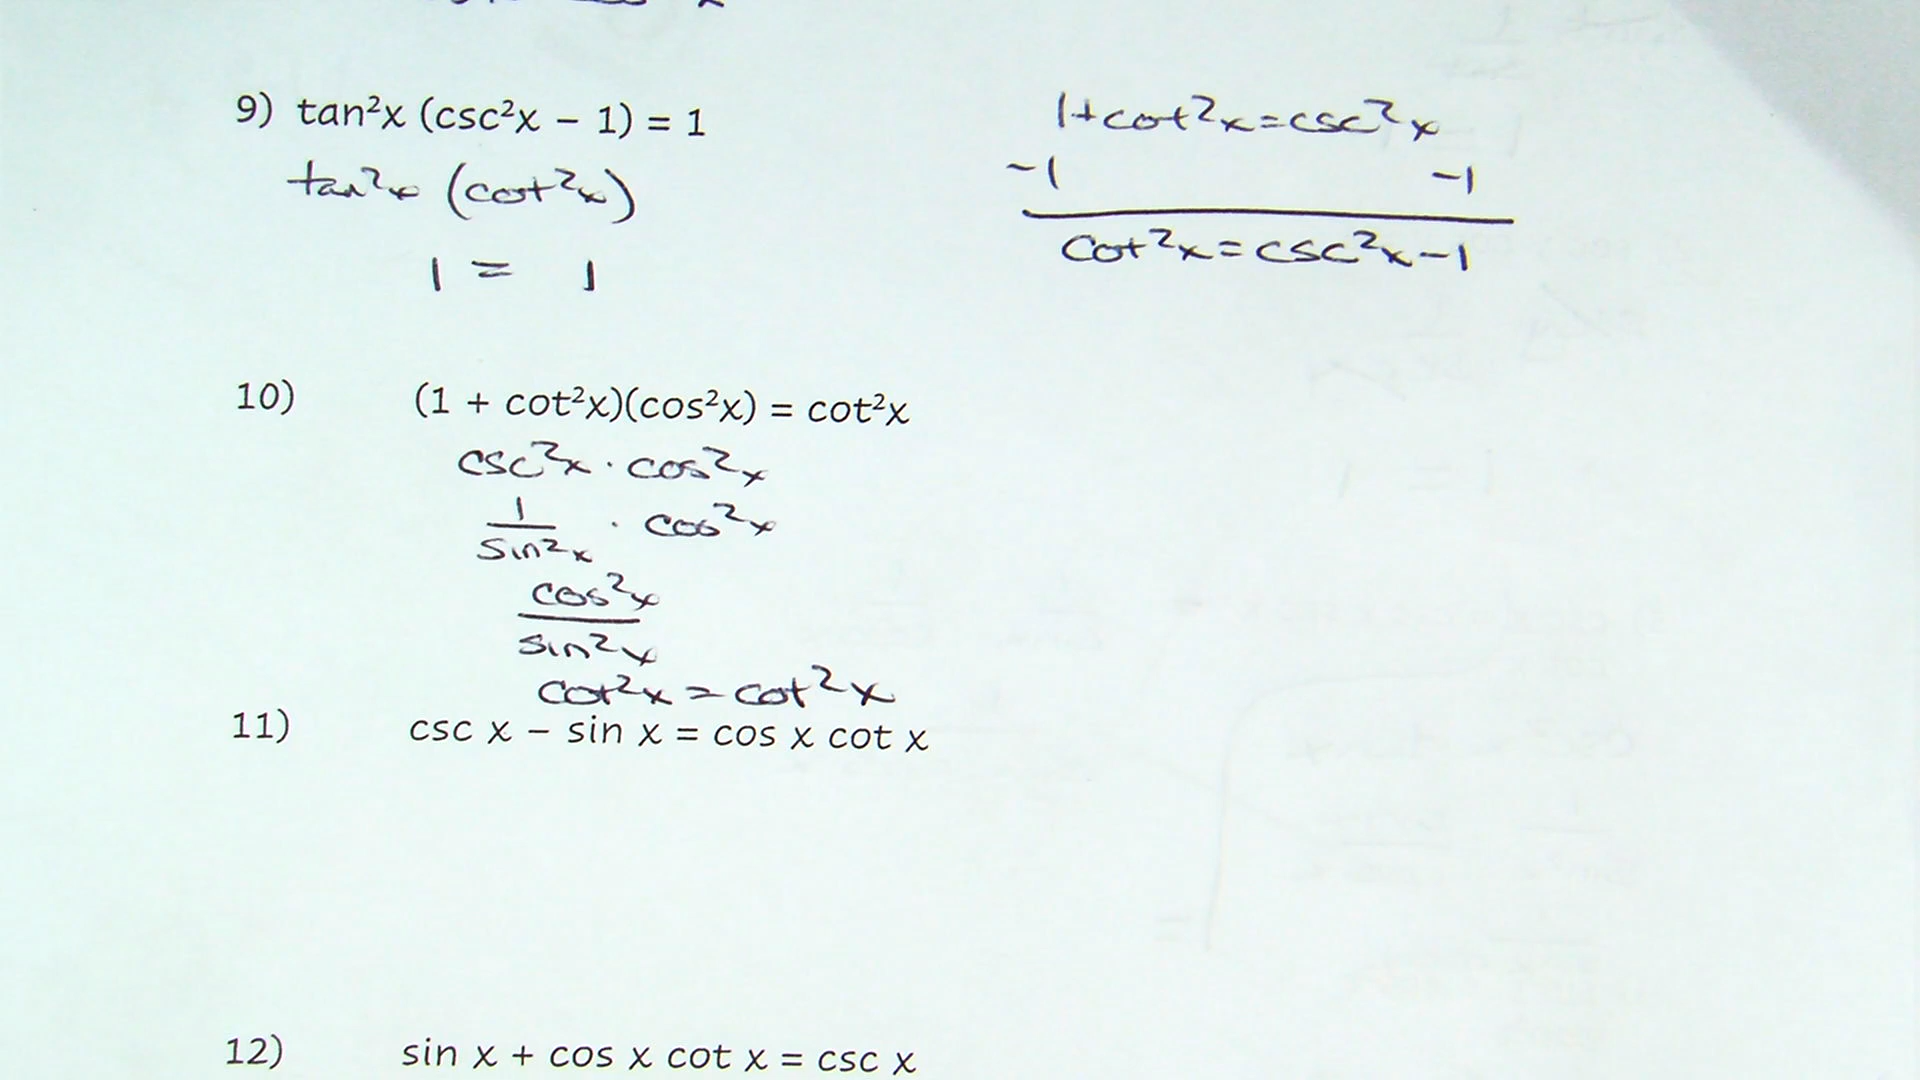 9) tan²x (csc²x – 1) = 1
tan²x (cot²x)
1 = 1
1+cot²x=csc²x
-1 -1
cot²x=csc²x-1
10) (1 + cot²x)(cos²x) = cot²x
csc²x · cos²x
1/sin²x · cos²x
cos²x/sin²x
cot²x = cot²x
11) csc x – sin x = cos x cot x
12) sin x + cos x cot x = csc x